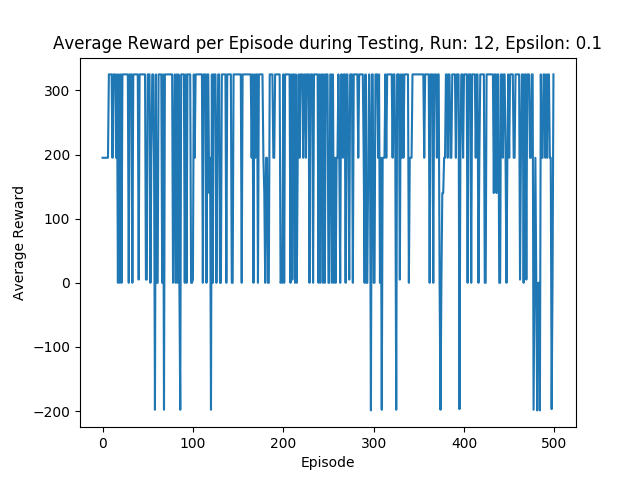 Average Reward per Episode during Testing, Run: 12, Epsilon: 0.1
300
200
100
0
−100
−200
Average Reward
0 100 200 300 400 500
Episode